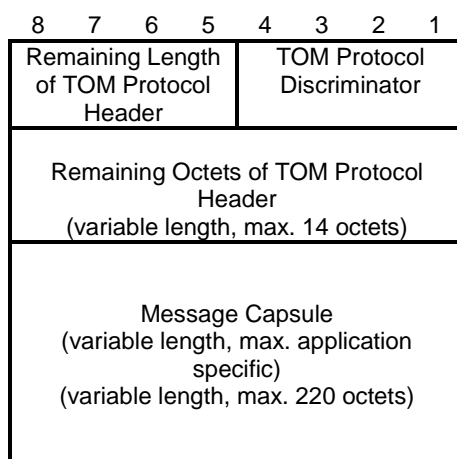 8 7 6 5 4 3 2 1
Remaining Length
of TOM Protocol
Header
TOM Protocol
Discriminator
Remaining Octets of TOM Protocol
Header
(variable length, max. 14 octets)
Message Capsule
(variable length, max. application
specific)
(variable length, max. 220 octets)